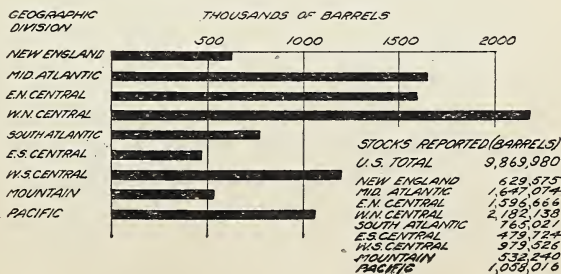 GEOGRAPHIC DIVISION
THOUSANDS OF BARRELS
500 1000 1500 2000
NEW ENGLAND
MID. ATLANTIC
E.N. CENTRAL
W.N. CENTRAL
SOUTH ATLANTIC
E.S. CENTRAL
W.S. CENTRAL
MOUNTAIN
PACIFIC
STOCKS REPORTED (BARRELS)
U.S. TOTAL 9,869,980
NEW ENGLAND 629,575
MID ATLANTIC 1,647,074
E.N. CENTRAL 1,596,666
W.N. CENTRAL 2,182,138
SOUTH ATLANTIC 765,021
E.S. CENTRAL 479,724
W.S. CENTRAL 979,526
MOUNTAIN 532,240
PACIFIC 1,058,016